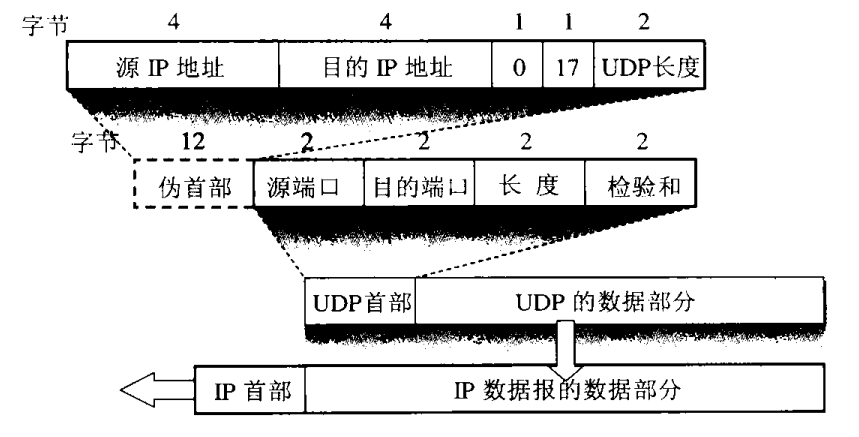 字节 4 4 1 1 2
源 IP 地址 目的 IP 地址 0 17 UDP长度
字节 12 2 2 2 2
伪首部 源端口 目的端口 长 度 检验和
UDP首部 UDP 的数据部分
IP 首部 IP 数据报的数据部分